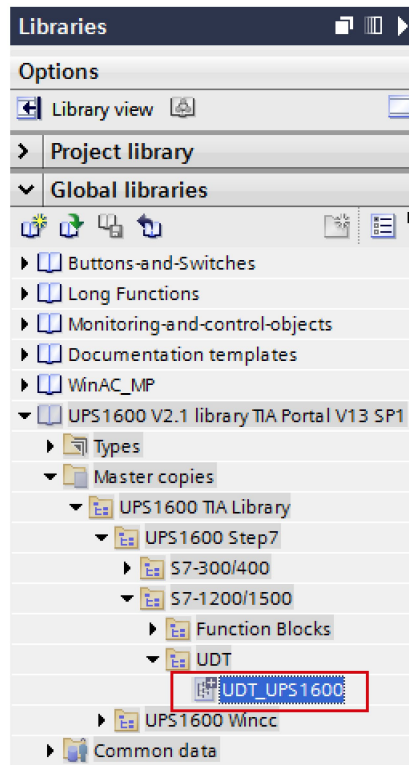 Libraries
Options
Library view
Project library
Global libraries
Buttons-and-Switches
Long Functions
Monitoring-and-control-objects
Documentation templates
WinAC_MP
UPS1600 V2.1 library TIA Portal V13 SP1
Types
Master copies
UPS1600 TIA Library
UPS1600 Step7
S7-300/400
S7-1200/1500
Function Blocks
UDT
UDT_UPS1600
UPS1600 Wincc
Common data